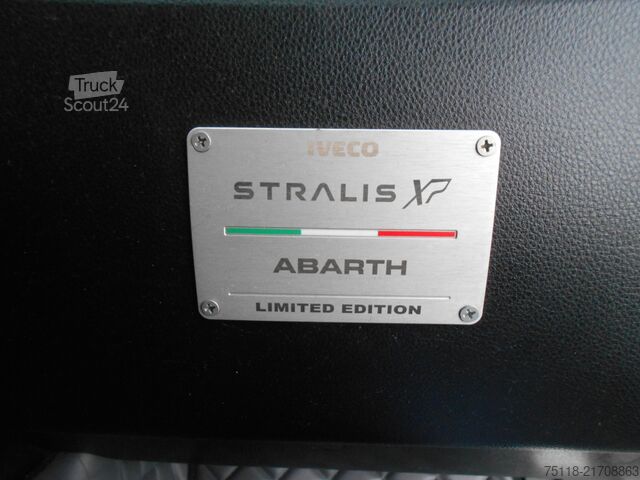 Truck
Scout24
IVECO
STRALIS XP
ABARTH
LIMITED EDITION
75118-21708863